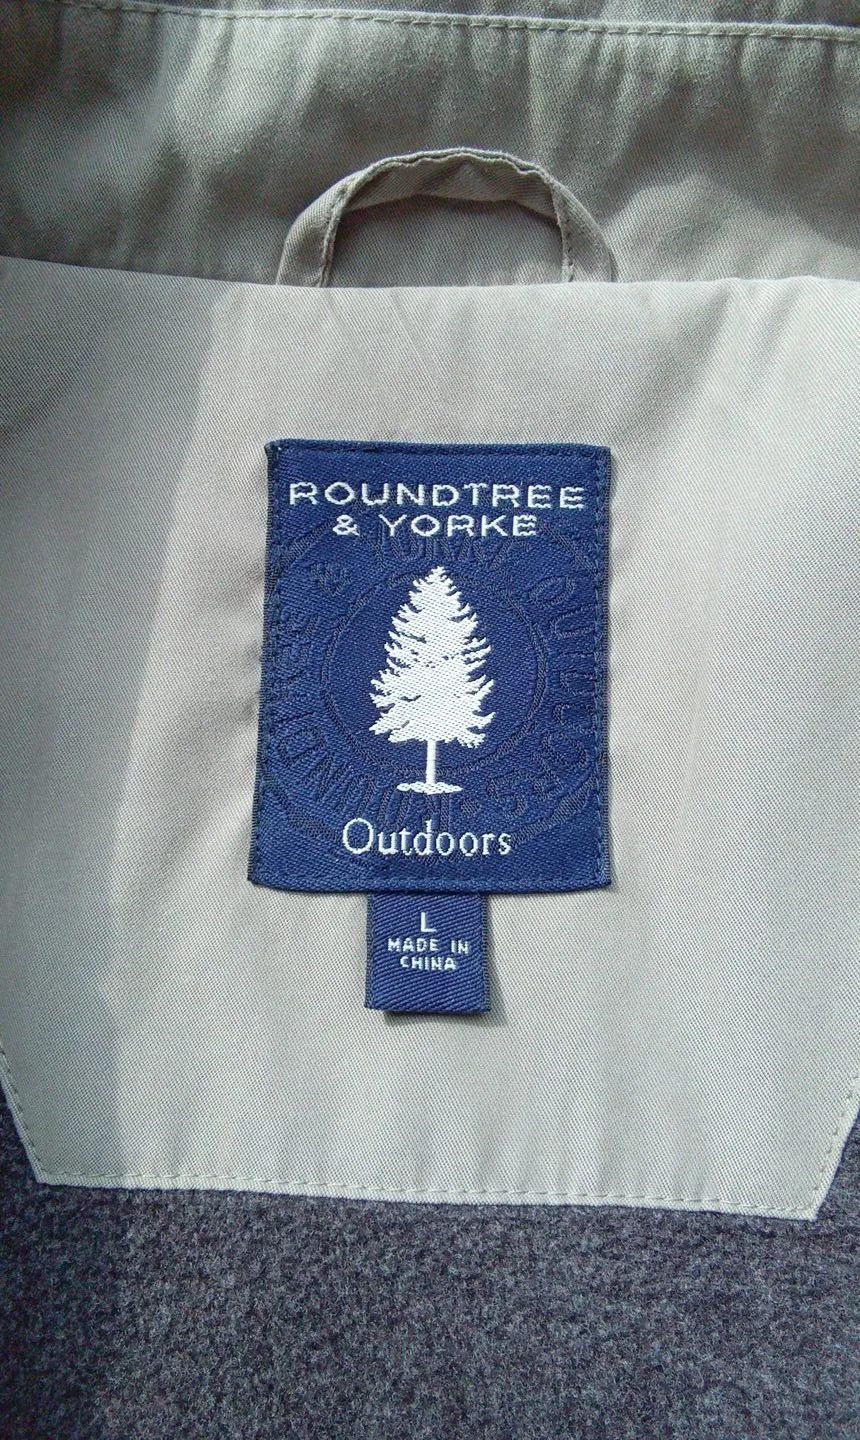 ROUNDTREE
& YORKE
Outdoors
L
MADE IN
CHINA